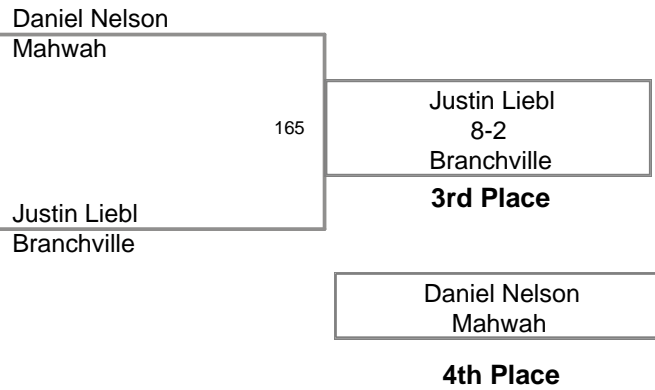 Daniel Nelson
Mahwah
165
Justin Liebl
8-2
Branchville
3rd Place
Justin Liebl
Branchville
Daniel Nelson
Mahwah
4th Place